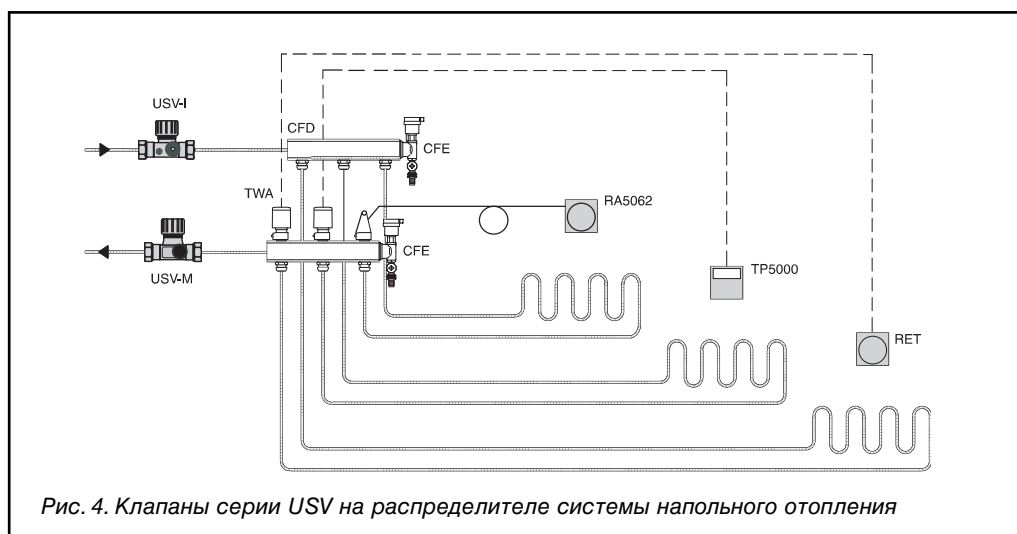 USV-I
CFD
CFE
TWA
RA5062
CFE
USV-M
TP5000
RET
Рис. 4. Клапаны серии USV на распределителе системы напольного отопления